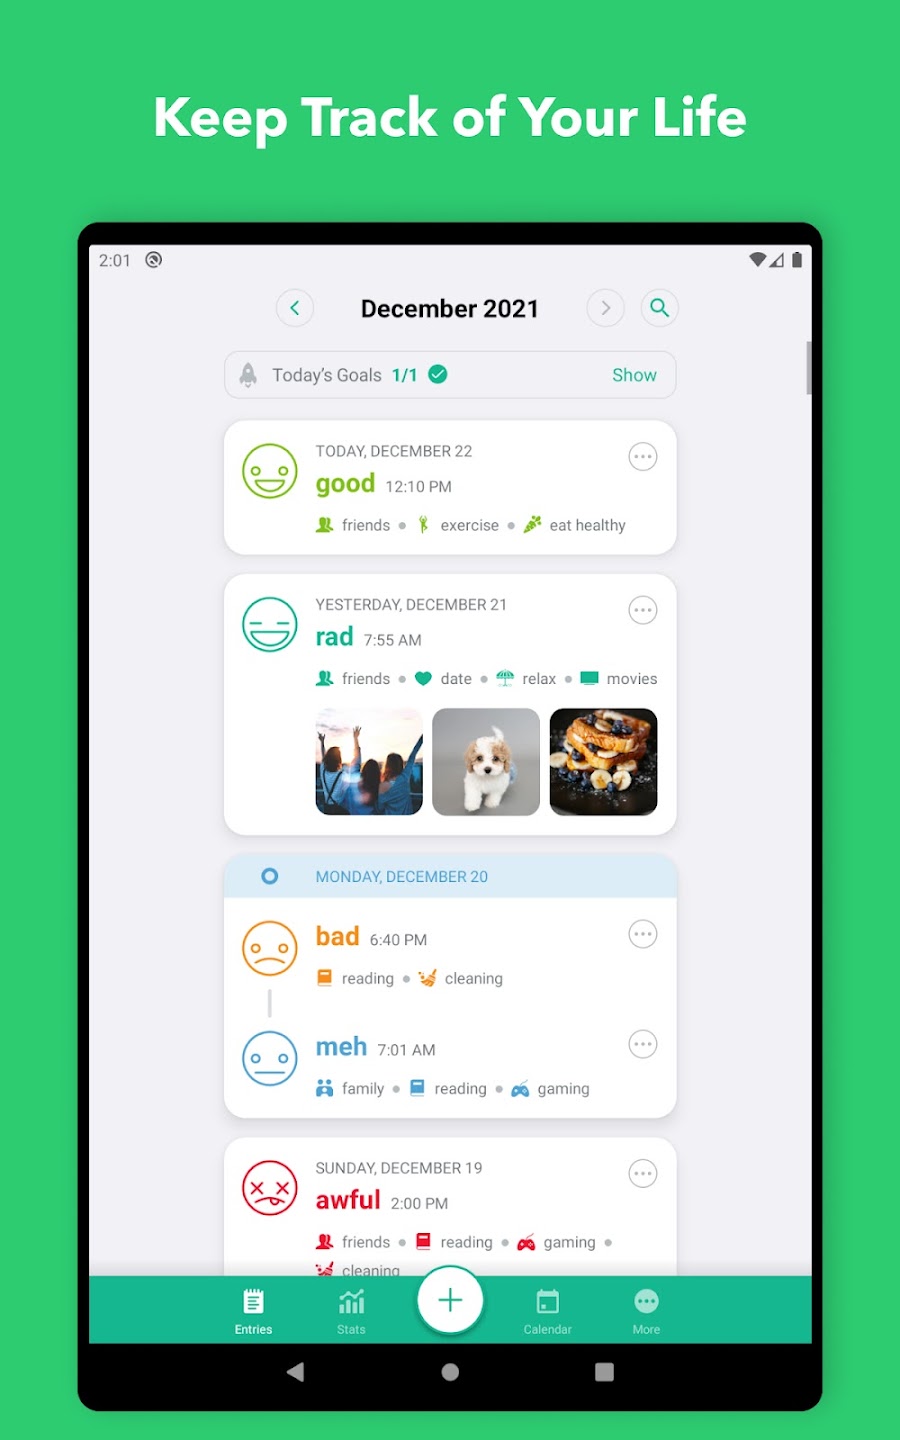 Keep Track of Your Life
2:01
December 2021
Today's Goals 1/1 Show
TODAY, DECEMBER 22
good 12:10 PM
friends • exercise • eat healthy
YESTERDAY, DECEMBER 21
rad 7:55 AM
friends • date • relax • movies
MONDAY, DECEMBER 20
bad 6:40 PM
reading • cleaning
meh 7:01 AM
family • reading • gaming
SUNDAY, DECEMBER 19
awful 2:00 PM
friends • reading • gaming •
cleaning
Entries Stats Calendar More